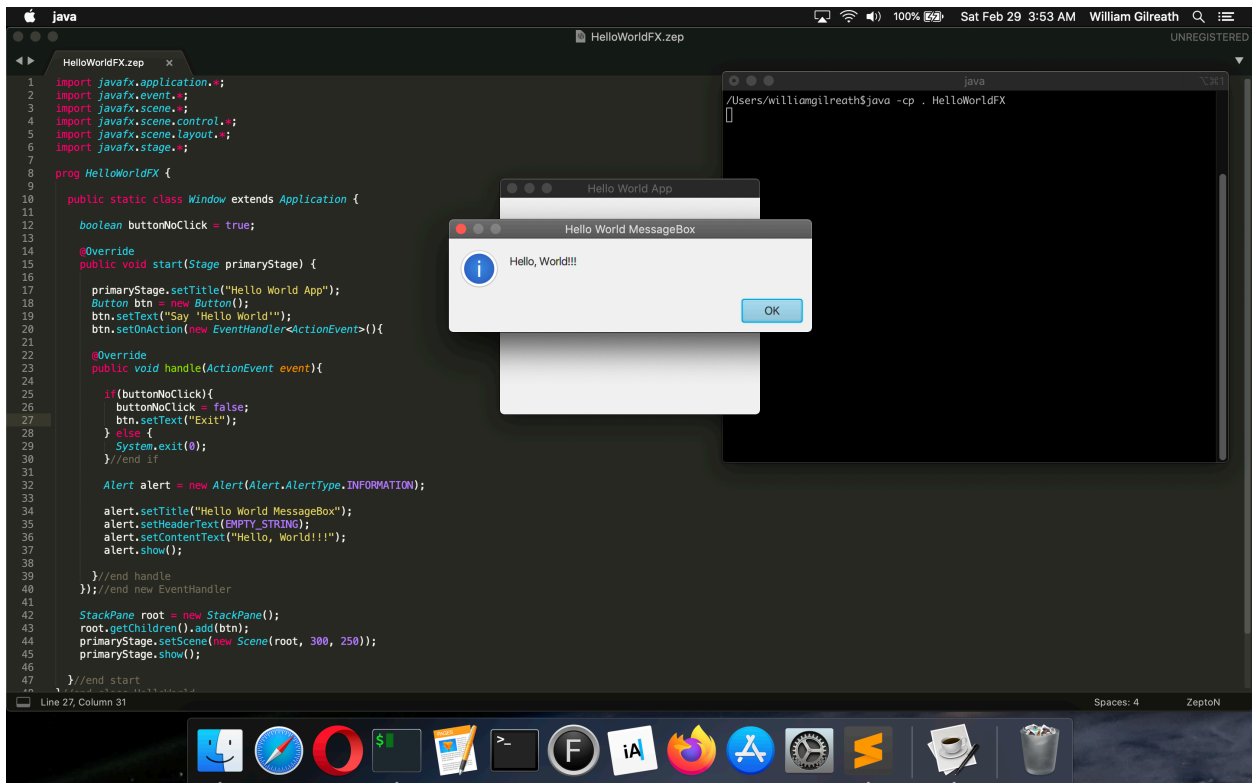 java 100% Sat Feb 29 3:53 AM William Gilreath
HelloWorldFX.zep UNREGISTERED
HelloWorldFX.zep ×
1 import javafx.application.*;
2 import javafx.event.*;
3 import javafx.scene.*;
4 import javafx.scene.control.*;
5 import javafx.scene.layout.*;
6 import javafx.stage.*;
7
8 prog HelloWorldFX {
9
10 public static class Window extends Application {
11
12 boolean buttonNoClick = true;
13
14 @Override
15 public void start(Stage primaryStage) {
16
17 primaryStage.setTitle("Hello World App");
18 Button btn = new Button();
19 btn.setText("Say 'Hello World'");
20 btn.setOnAction(new EventHandler<ActionEvent>(){
21
22 @Override
23 public void handle(ActionEvent event){
24
25 if(buttonNoClick){
26 buttonNoClick = false;
27 btn.setText("Exit");
28 } else {
29 System.exit(0);
30 }//end if
31
32 Alert alert = new Alert(Alert.AlertType.INFORMATION);
33
34 alert.setTitle("Hello World MessageBox");
35 alert.setHeaderText(EMPTY_STRING);
36 alert.setContentText("Hello, World!!!");
37 alert.show();
38
39 }//end handle
40 });//end new EventHandler
41
42 StackPane root = new StackPane();
43 root.getChildren().add(btn);
44 primaryStage.setScene(new Scene(root, 300, 250));
45 primaryStage.show();
46
47 }//end start
java ⌥⌘1
/Users/williamgilreath$java -cp . HelloWorldFX
Hello World App
Hello World MessageBox
i
Hello, World!!!
OK
Line 27, Column 31 Spaces: 4 ZeptoN
$
PAGES
>_
F
iA